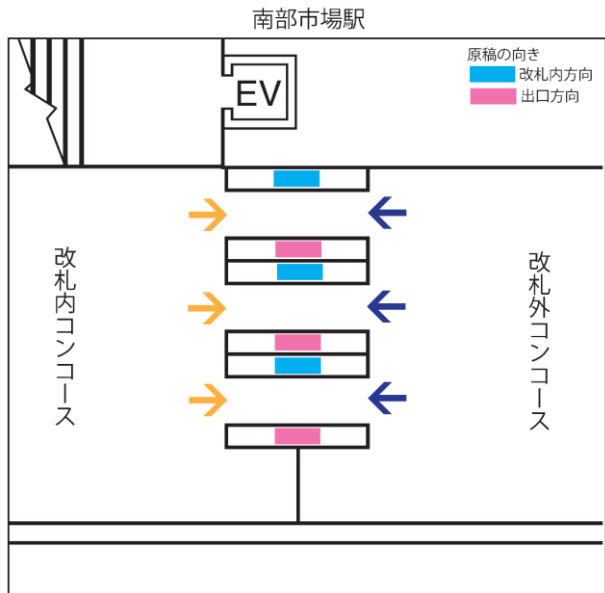 南部市場駅
原稿の向き
改札内方向
出口方向
EV
改札内コンコース
改札外コンコース